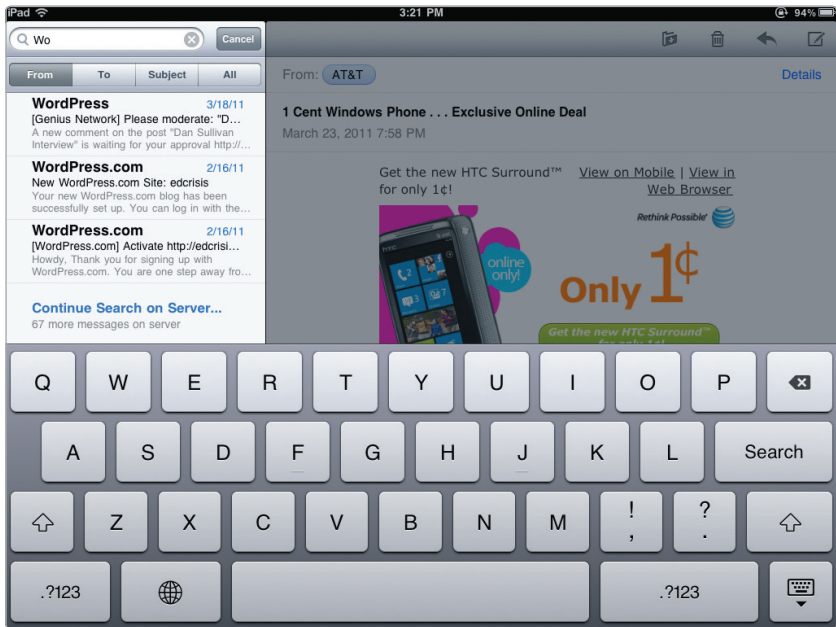 iPad 3:21 PM 94%
Wo Cancel
From To Subject All
WordPress 3/18/11
[Genius Network] Please moderate: "D...
A new comment on the post "Dan Sullivan
Interview" is waiting for your approval http://...
WordPress.com 2/16/11
New WordPress.com Site: edcrisis
Your new WordPress.com blog has been
successfully set up. You can log in with the...
WordPress.com 2/16/11
[WordPress.com] Activate http://edcrisi...
Howdy, Thank you for signing up with
WordPress.com. You are one step away fro...
Continue Search on Server...
67 more messages on server
From: AT&T Details
1 Cent Windows Phone . . . Exclusive Online Deal
March 23, 2011 7:58 PM
Get the new HTC Surround™ View on Mobile | View in
for only 1¢! Web Browser
Rethink Possible
hTC
online
only!
Only 1¢
Get the new HTC Surround™
for only 1¢!
Q W E R T Y U I O P
A S D F G H J K L Search
Z X C V B N M ! , ? .
.?123 .?123